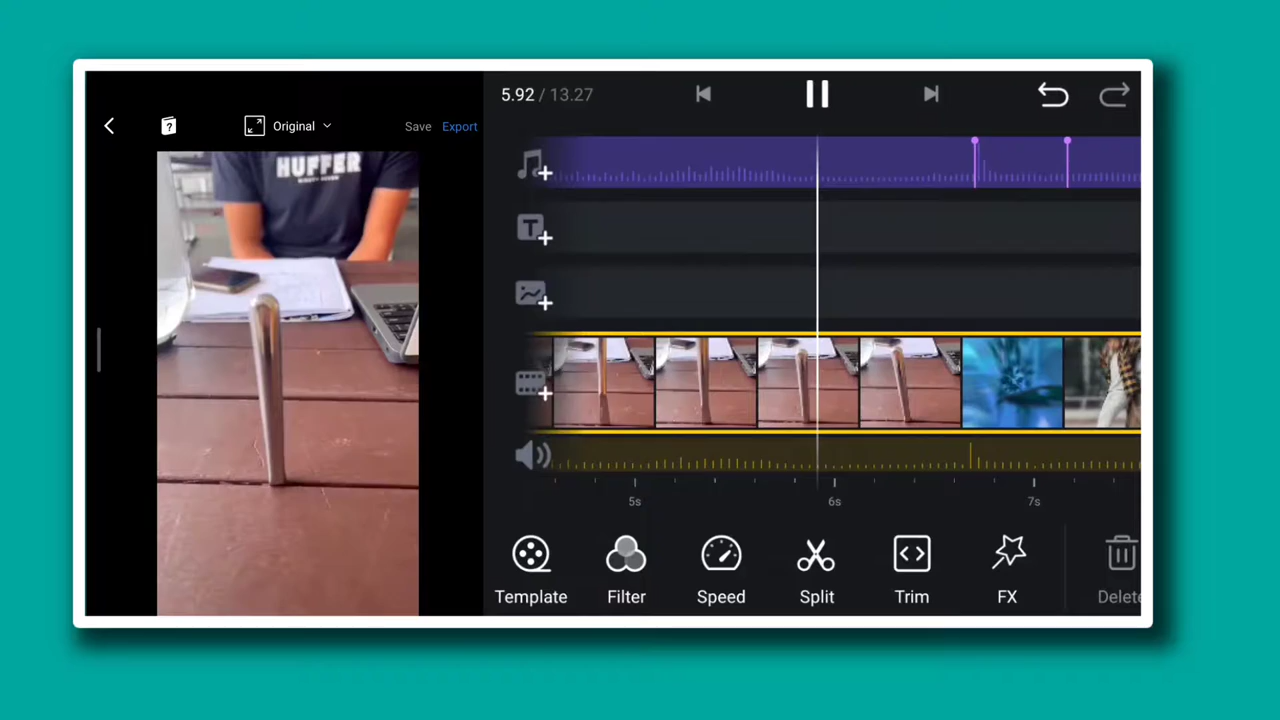 5.92 / 13.27
?
Original
Save
Export
HUFFER
T
5s
6s
7s
Template
Filter
Speed
Split
Trim
FX
Delete